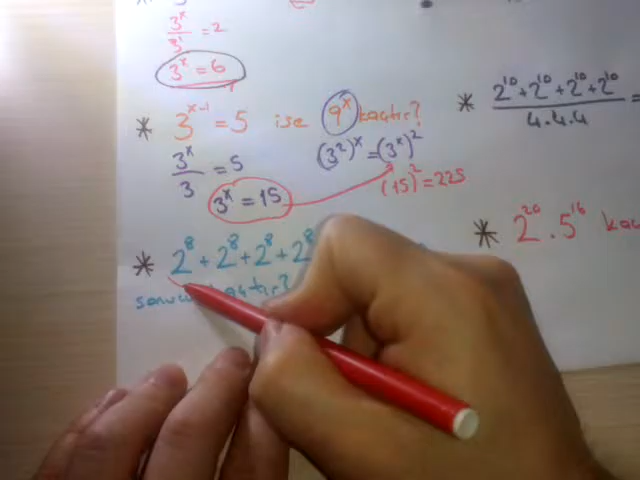 3^x/3^1 = 2
3^x = 6
* 3^(x-1) = 5 ise 9^x kaçtır?
3^x/3 = 5
(3^2)^x = (3^x)^2
3^x = 15
(15)^2 = 225
* 2^8 + 2^8 + 2^8 + 2^8
* (2^10 + 2^10 + 2^10 + 2^10)/(4.4.4) =
* 2^20 . 5^16